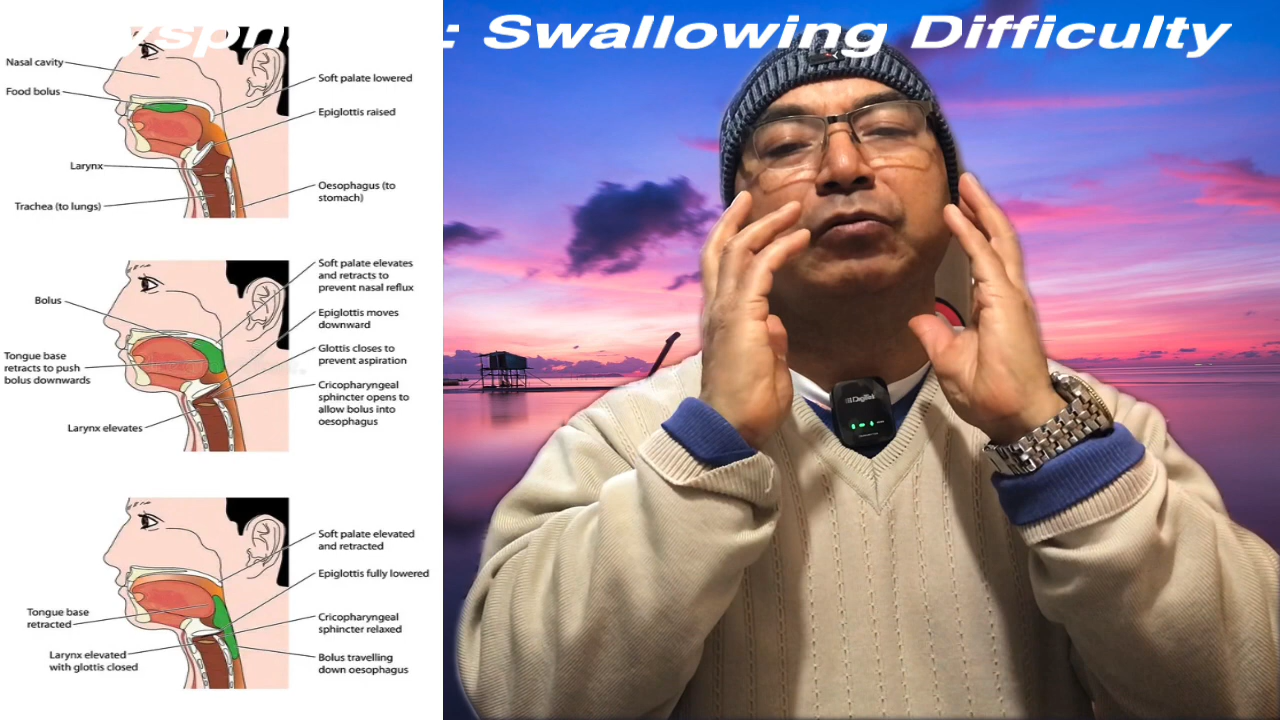 : Swallowing Difficulty
Nasal cavity
Food bolus
Larynx
Trachea (to lungs)
Soft palate lowered
Epiglottis raised
Oesophagus (to
stomach)
Bolus
Tongue base
retracts to push
bolus downwards
Larynx elevates
Soft palate elevates
and retracts to
prevent nasal reflux
Epiglottis moves
downward
Glottis closes to
prevent aspiration
Cricopharyngeal
sphincter opens to
allow bolus into
oesophagus
Tongue base
retracted
Larynx elevated
with glottis closed
Soft palate elevated
and retracted
Epiglottis fully lowered
Cricopharyngeal
sphincter relaxed
Bolus travelling
down oesophagus
DigiTek